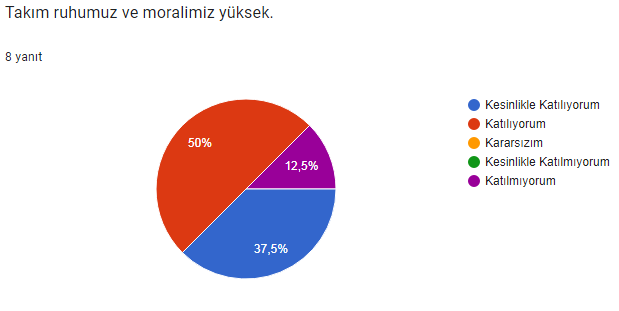 Takım ruhumuz ve moralimiz yüksek.
8 yanıt
50%
12,5%
37,5%
Kesinlikle Katılıyorum
Katılıyorum
Kararsızım
Kesinlikle Katılmıyorum
Katılmıyorum